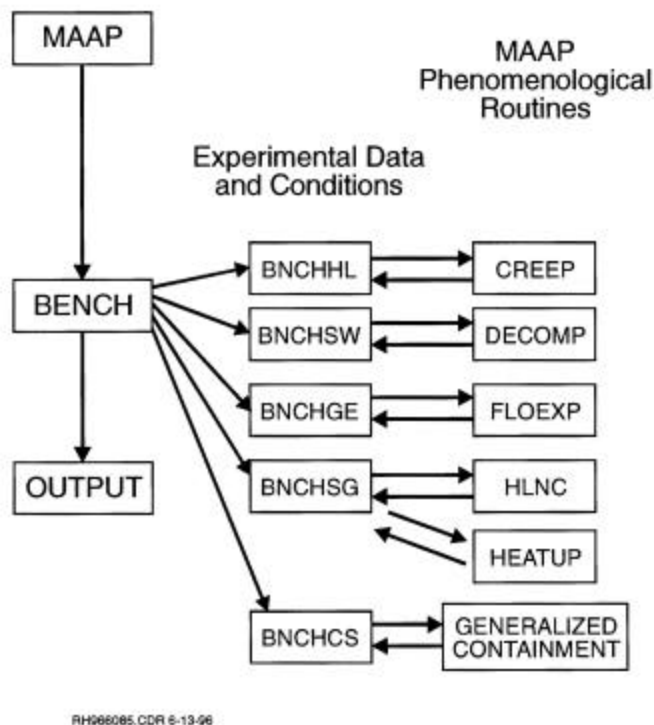 MAAP
MAAP
Phenomenological
Routines
Experimental Data
and Conditions
BNCHHL
CREEP
BENCH
BNCHSW
DECOMP
BNCHGE
FLOEXP
OUTPUT
BNCHSG
HLNC
HEATUP
BNCHCS
GENERALIZED
CONTAINMENT
RH966085.CDR 6-13-96